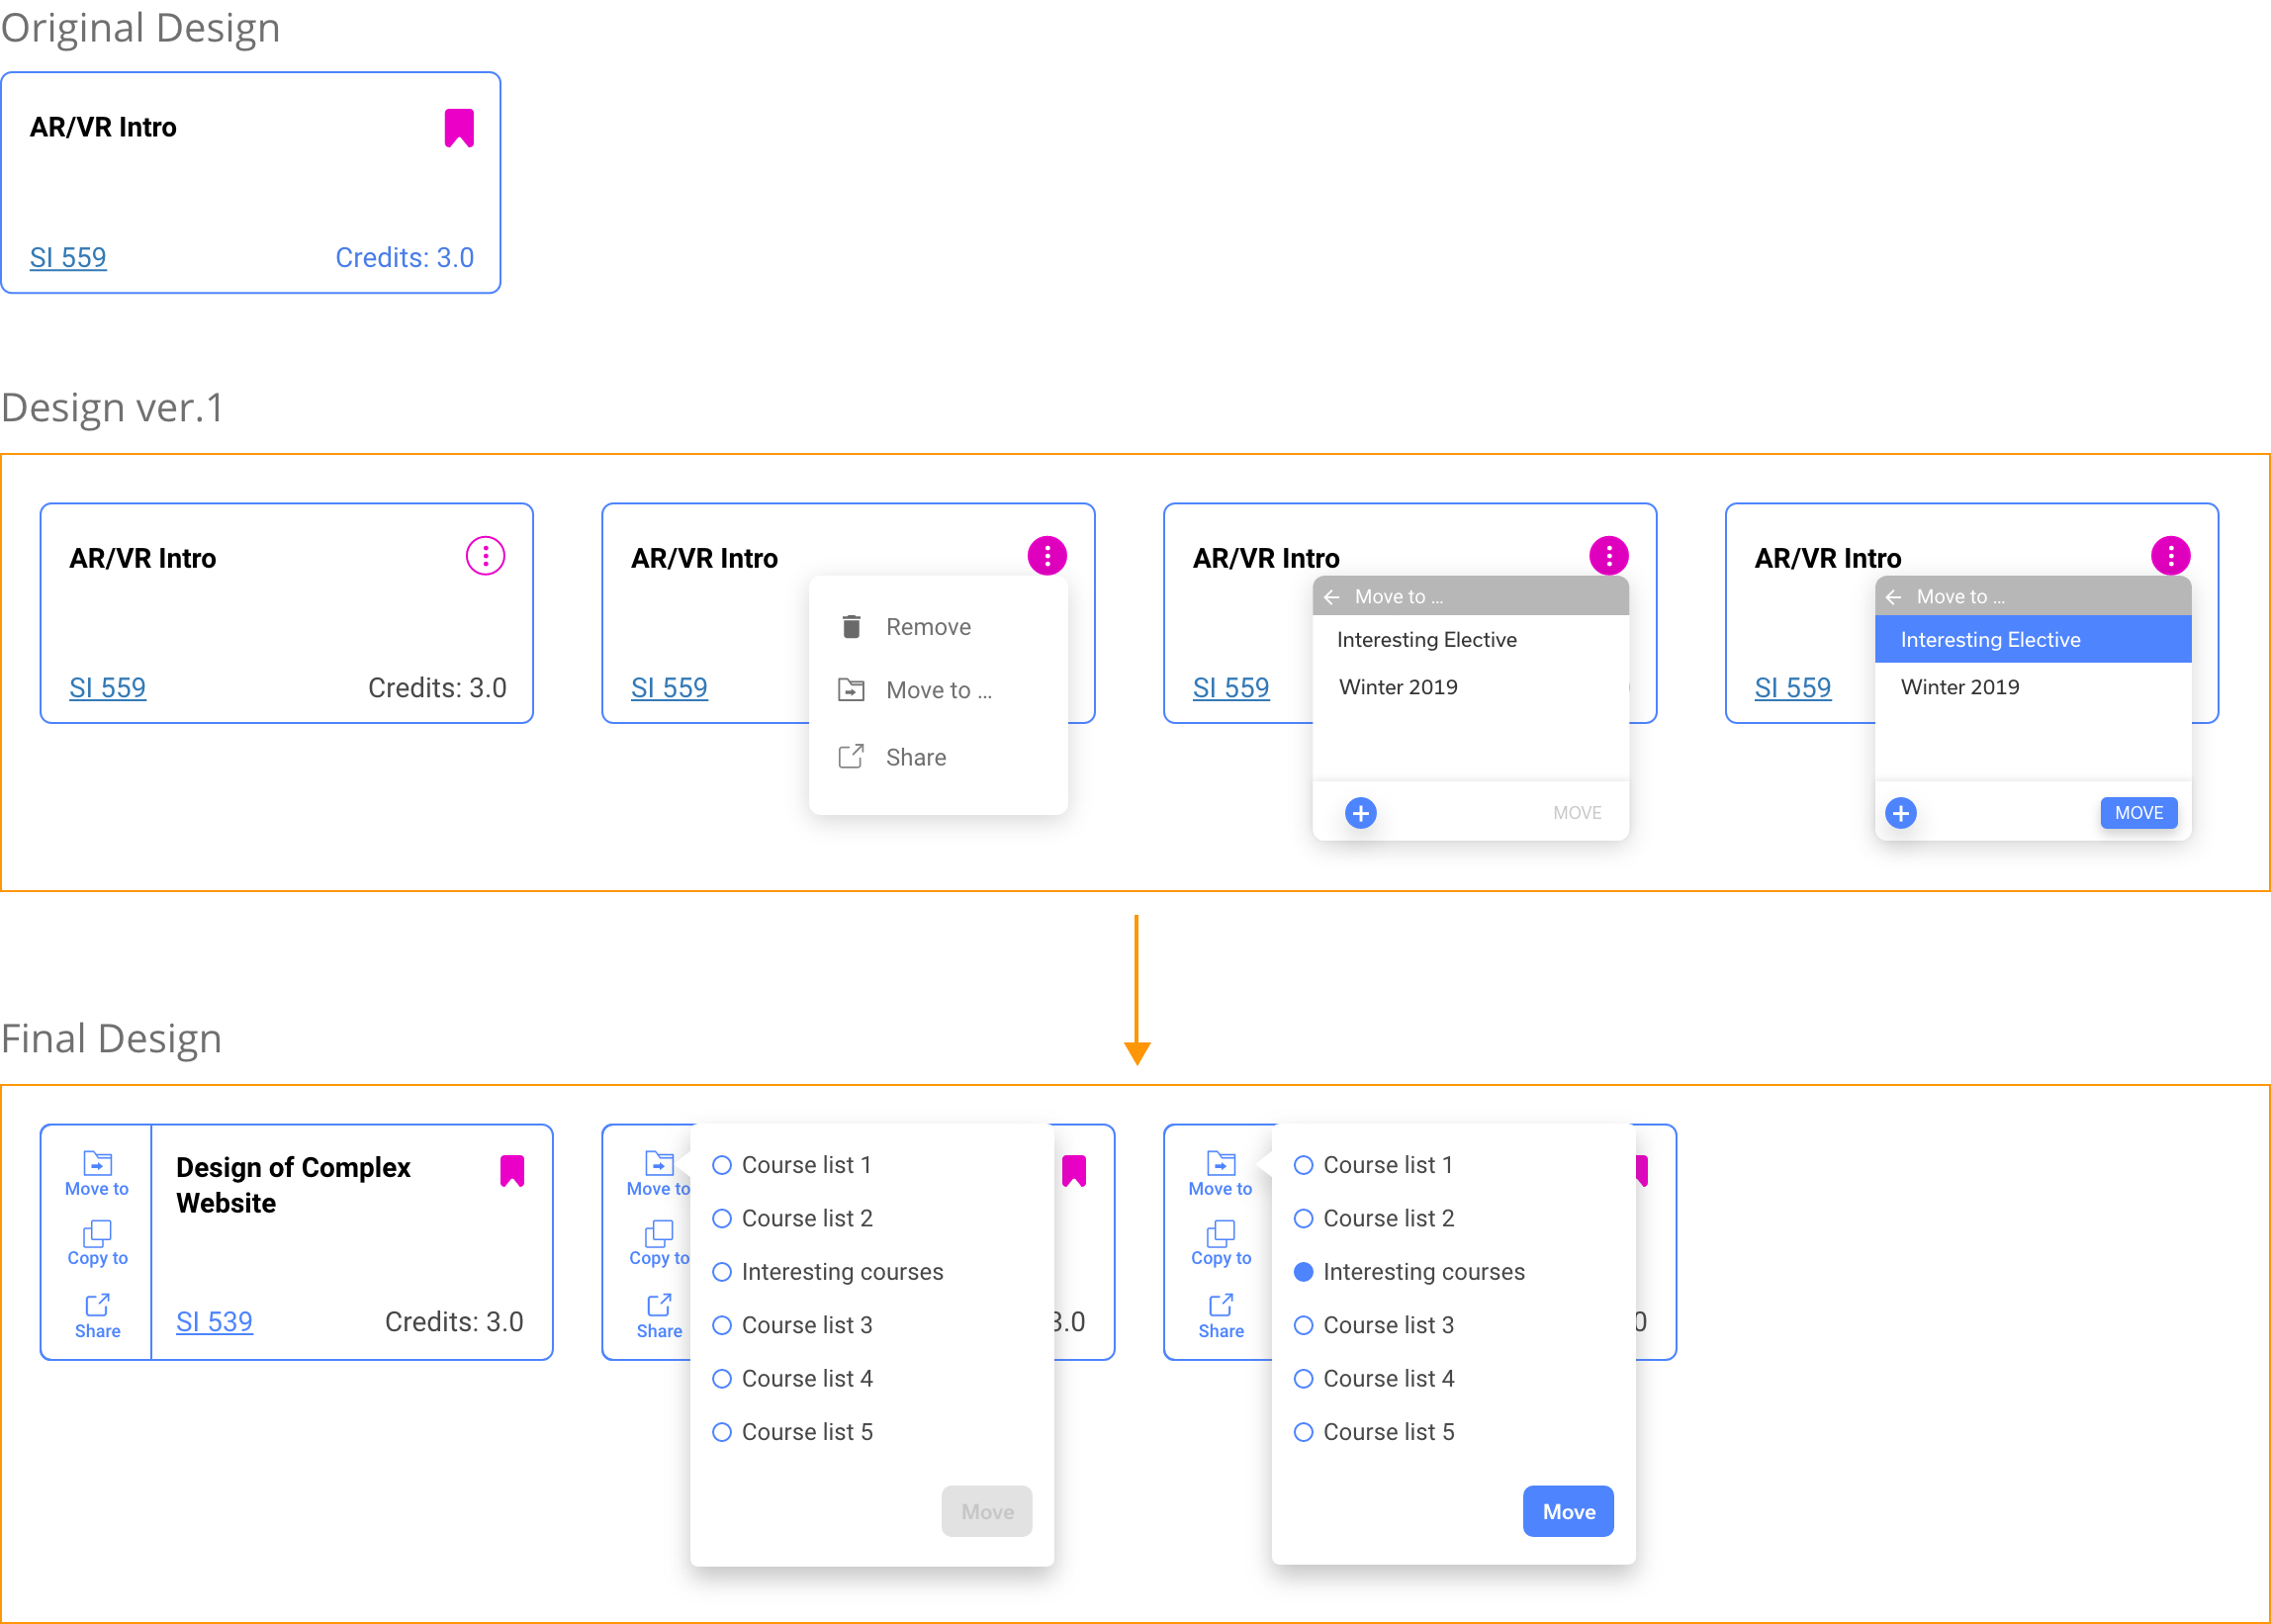 Original Design
AR/VR Intro
SI 559
Credits: 3.0
Design ver.1
AR/VR Intro
SI 559
Credits: 3.0
AR/VR Intro
SI 559
Remove
Move to ...
Share
AR/VR Intro
SI 559
Move to ...
Interesting Elective
Winter 2019
MOVE
AR/VR Intro
SI 559
Move to ...
Interesting Elective
Winter 2019
MOVE
Final Design
Move to
Copy to
Share
Design of Complex
Website
SI 539
Credits: 3.0
Move to
Copy to
Share
Course list 1
Course list 2
Interesting courses
Course list 3
Course list 4
Course list 5
Move
3.0
Move to
Copy to
Share
Course list 1
Course list 2
Interesting courses
Course list 3
Course list 4
Course list 5
Move
0